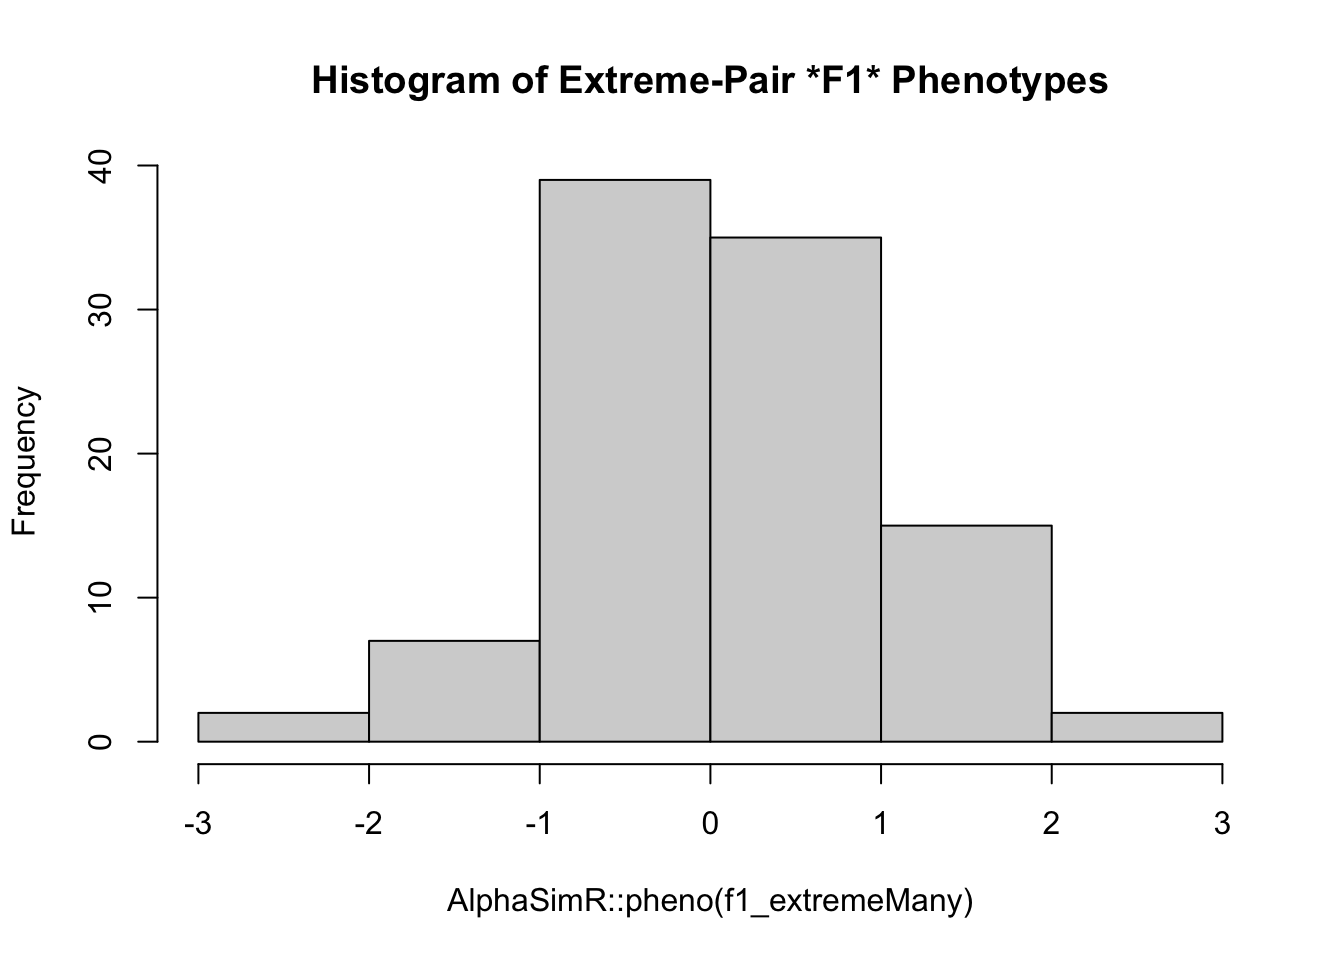 Histogram of Extreme-Pair *F1* Phenotypes
Frequency
40
30
20
10
0
-3 -2 -1 0 1 2 3
AlphaSimR::pheno(f1_extremeMany)